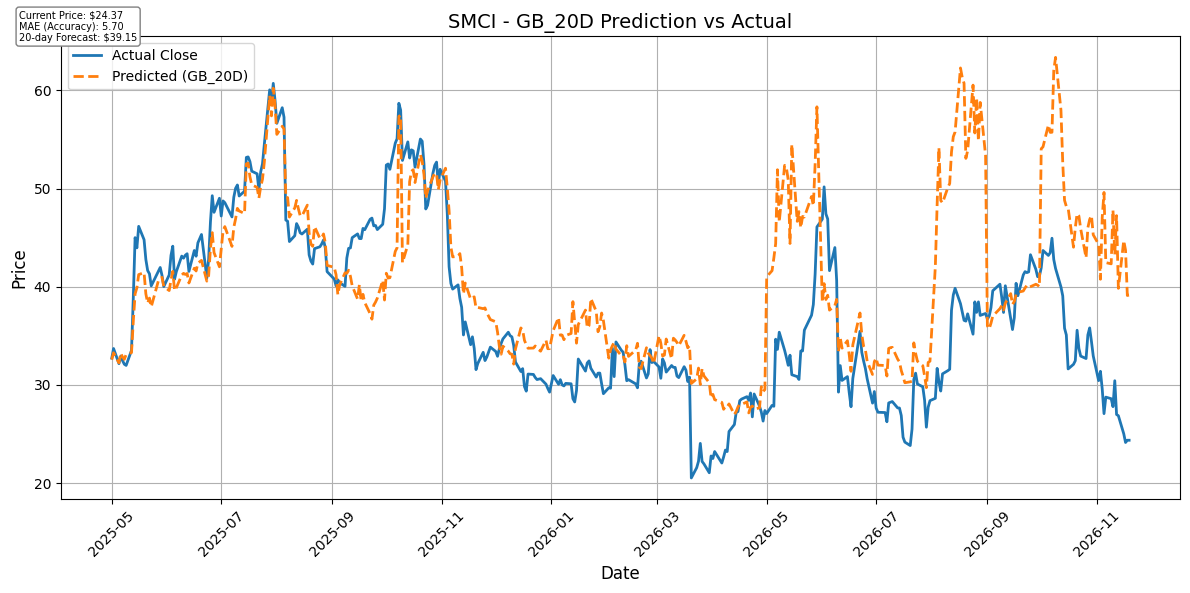 SMCI - GB_20D Prediction vs Actual
Current Price: $24.37
MAE (Accuracy): 5.70
20-day Forecast: $39.15
Actual Close
Predicted (GB_20D)
Price
60
50
40
30
20
2025-05
2025-07
2025-09
2025-11
2026-01
2026-03
2026-05
2026-07
2026-09
2026-11
Date